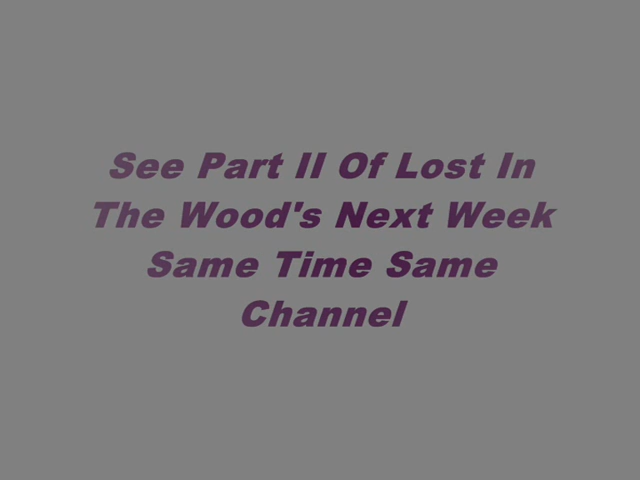 See Part II Of Lost In
The Wood's Next Week
Same Time Same
Channel